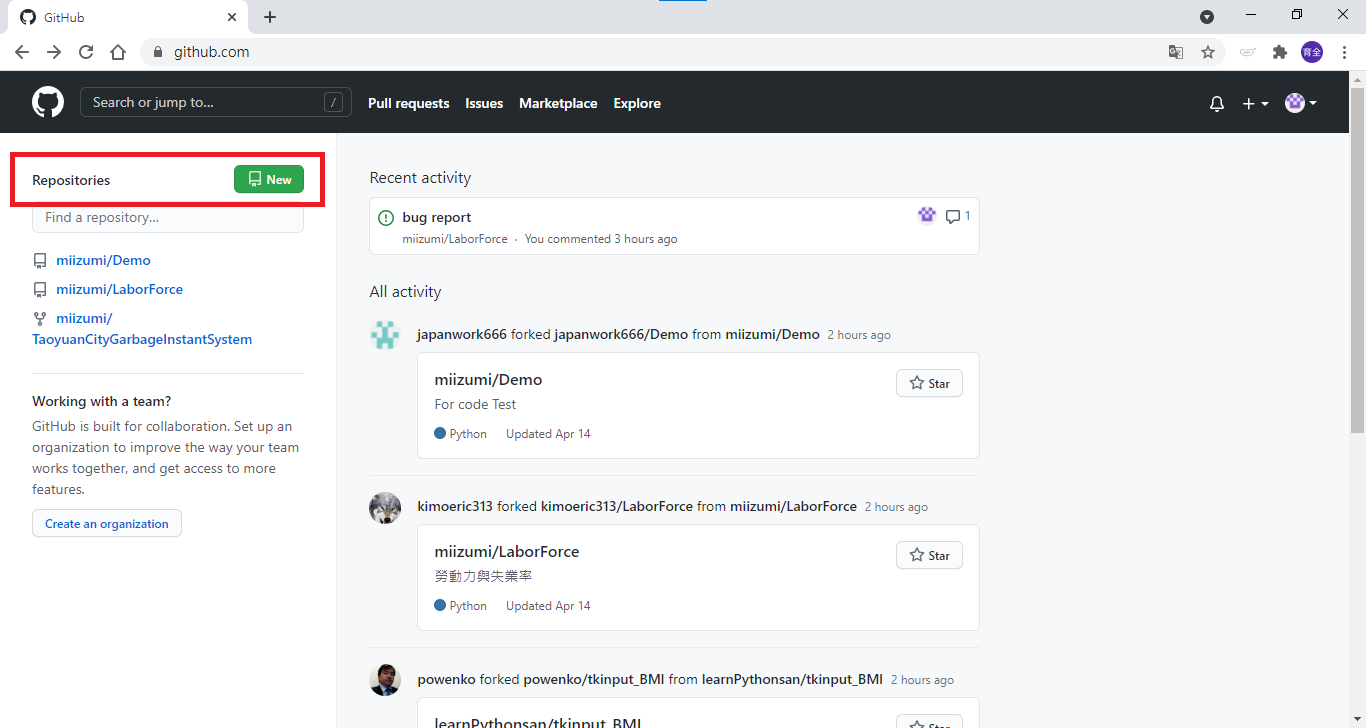 GitHub
github.com
育全
Search or jump to...
/
Pull requests
Issues
Marketplace
Explore
Repositories
New
Find a repository...
miizumi/Demo
miizumi/LaborForce
miizumi/
TaoyuanCityGarbageInstantSystem
Working with a team?
GitHub is built for collaboration. Set up an
organization to improve the way your team
works together, and get access to more
features.
Create an organization
Recent activity
bug report
1
miizumi/LaborForce · You commented 3 hours ago
All activity
japanwork666 forked japanwork666/Demo from miizumi/Demo 2 hours ago
miizumi/Demo
Star
For code Test
Python Updated Apr 14
kimoeric313 forked kimoeric313/LaborForce from miizumi/LaborForce 2 hours ago
miizumi/LaborForce
Star
勞動力與失業率
Python Updated Apr 14
powenko forked powenko/tkinput_BMI from learnPythonsan/tkinput_BMI 2 hours ago
learnPythonsan/tkinput_BMI
Star